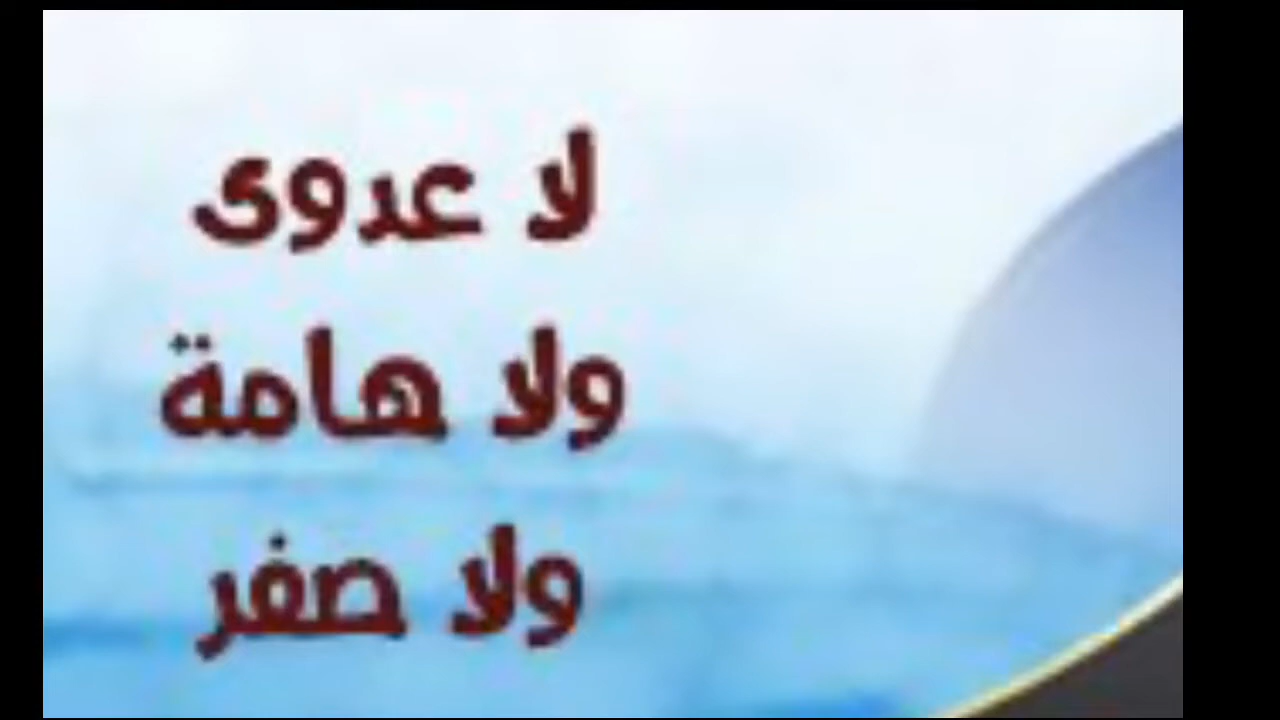 لا عدوى
ولا هامة
ولا صفر